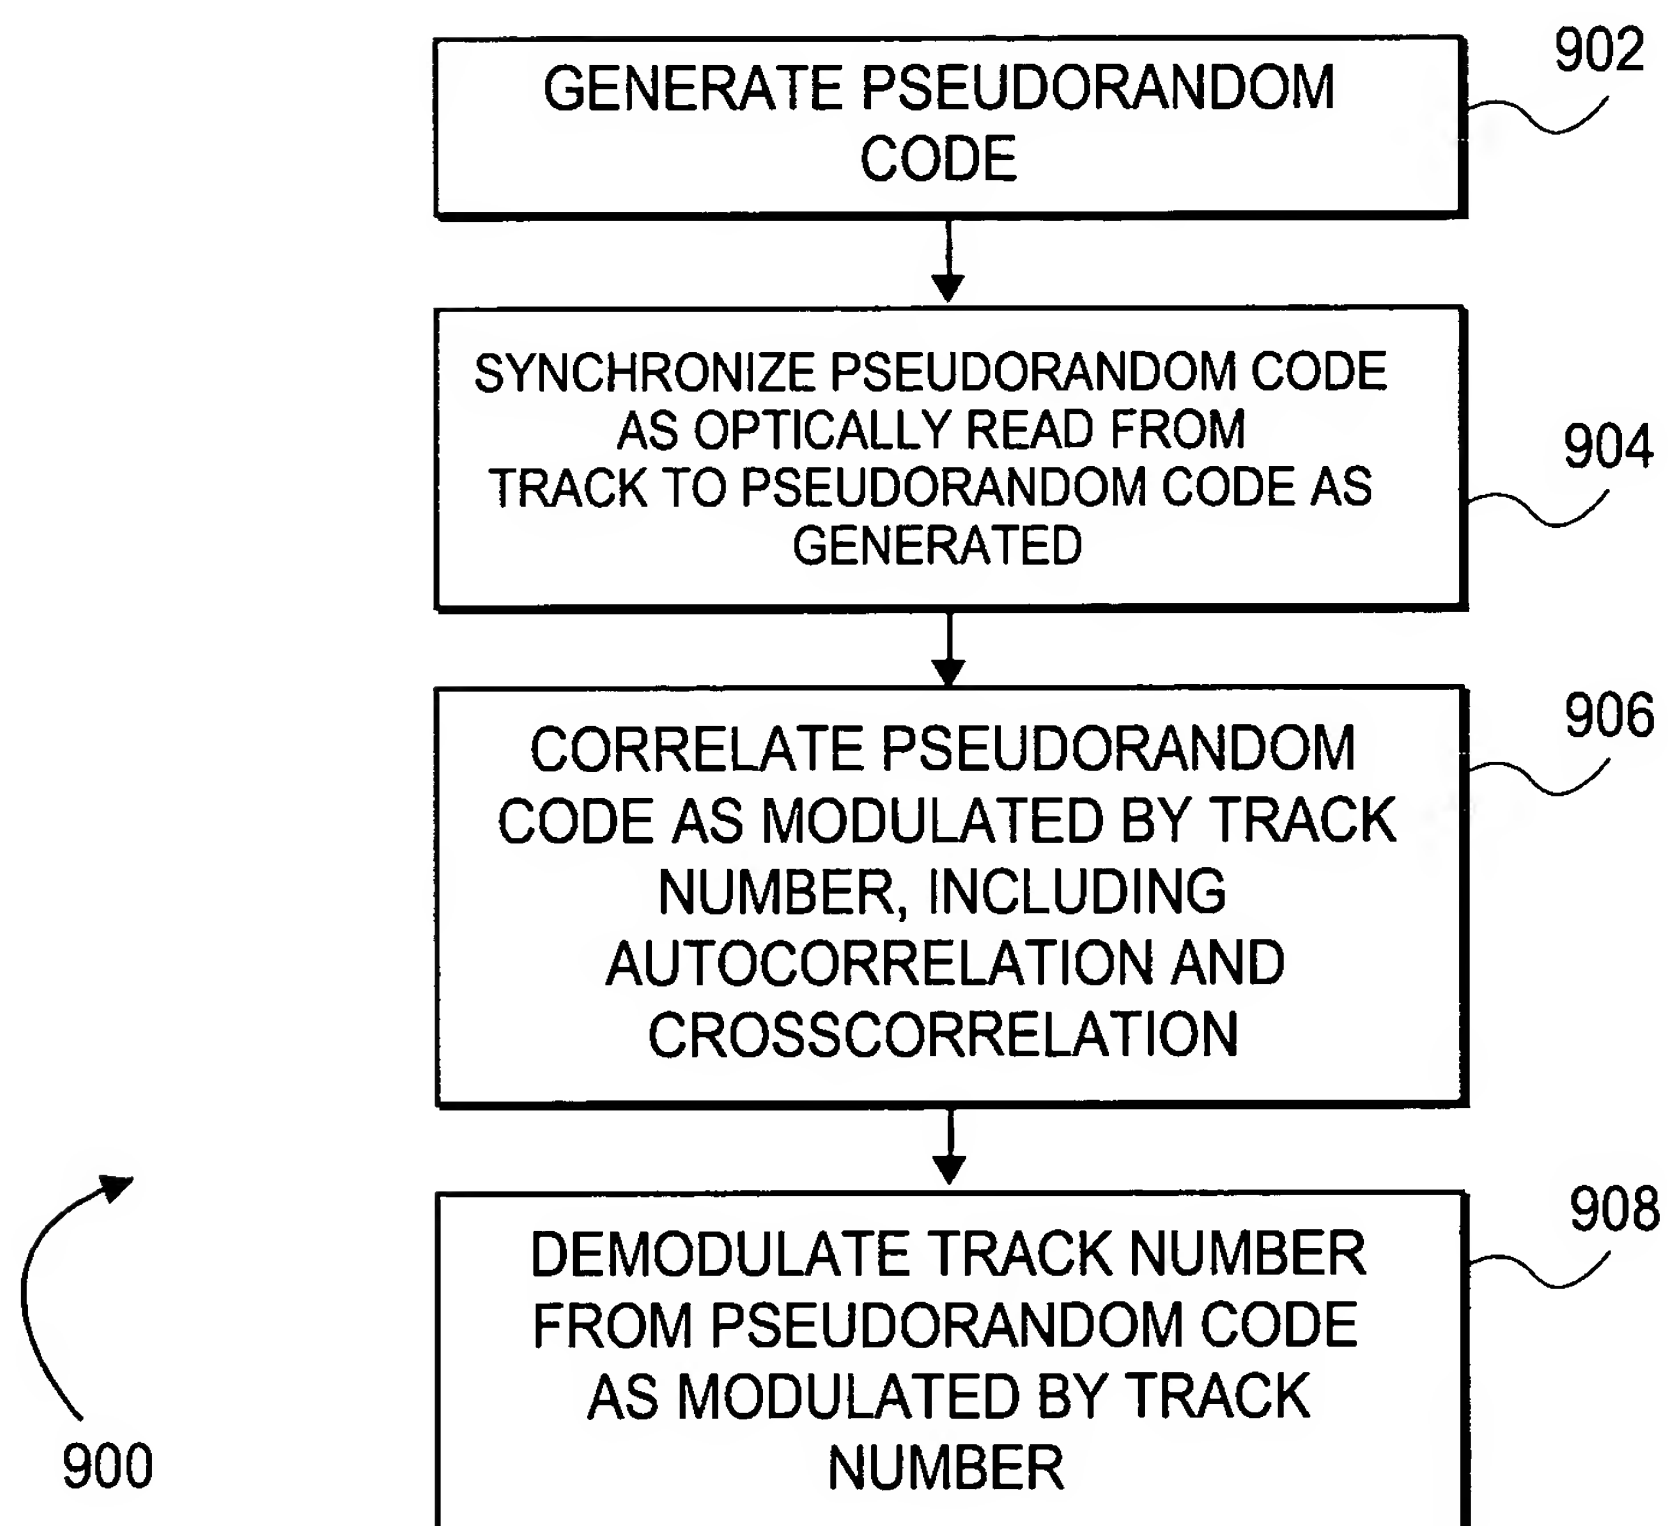 GENERATE PSEUDORANDOM
CODE
902
SYNCHRONIZE PSEUDORANDOM CODE
AS OPTICALLY READ FROM
TRACK TO PSEUDORANDOM CODE AS
GENERATED
904
CORRELATE PSEUDORANDOM
CODE AS MODULATED BY TRACK
NUMBER, INCLUDING
AUTOCORRELATION AND
CROSSCORRELATION
906
DEMODULATE TRACK NUMBER
FROM PSEUDORANDOM CODE
AS MODULATED BY TRACK
NUMBER
908
900